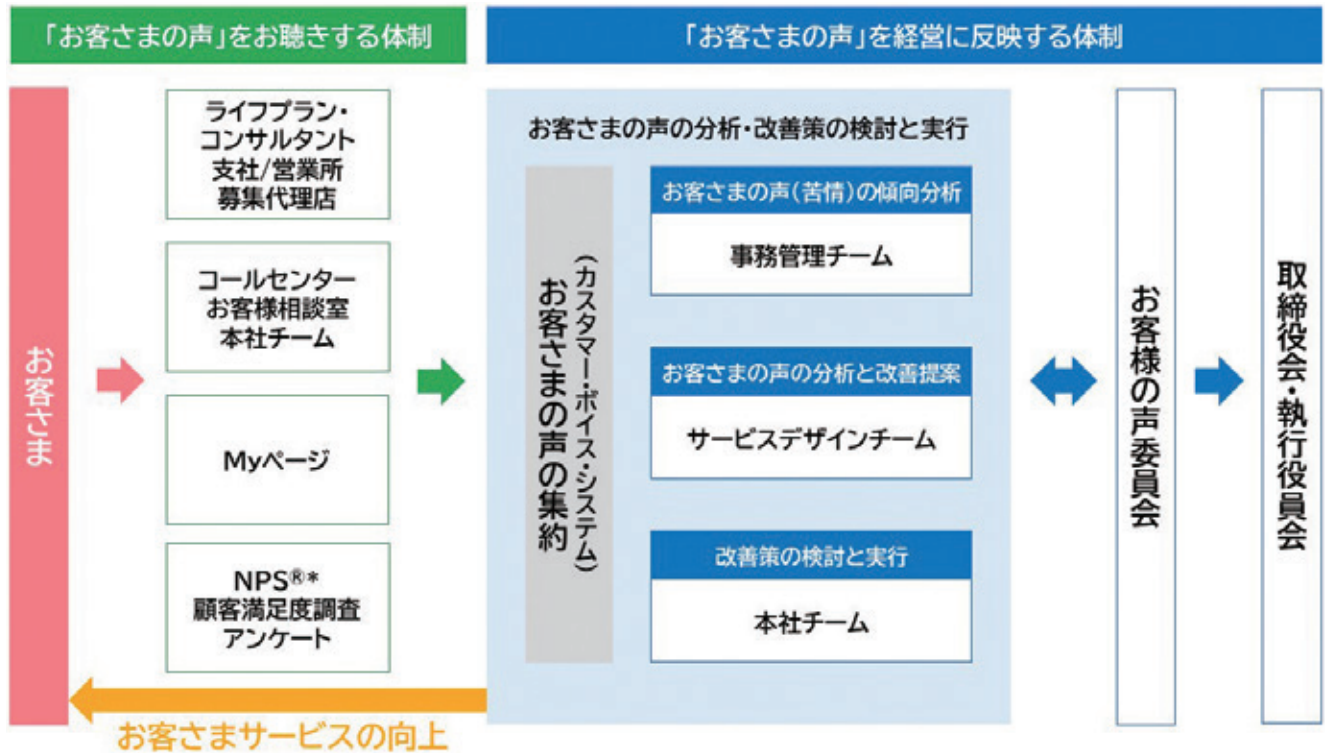 「お客さまの声」をお聴きする体制
「お客さまの声」を経営に反映する体制
お客さま
ライフプラン・
コンサルタント
支社/営業所
募集代理店
コールセンター
お客様相談室
本社チーム
Myページ
NPS®*
顧客満足度調査
アンケート
お客さまの声の分析・改善策の検討と実行
(カスタマー・ボイス・システム)
お客さまの声の集約
お客さまの声(苦情)の傾向分析
事務管理チーム
お客さまの声の分析と改善提案
サービスデザインチーム
改善策の検討と実行
本社チーム
お客様の声委員会
取締役会・執行役員会
お客さまサービスの向上